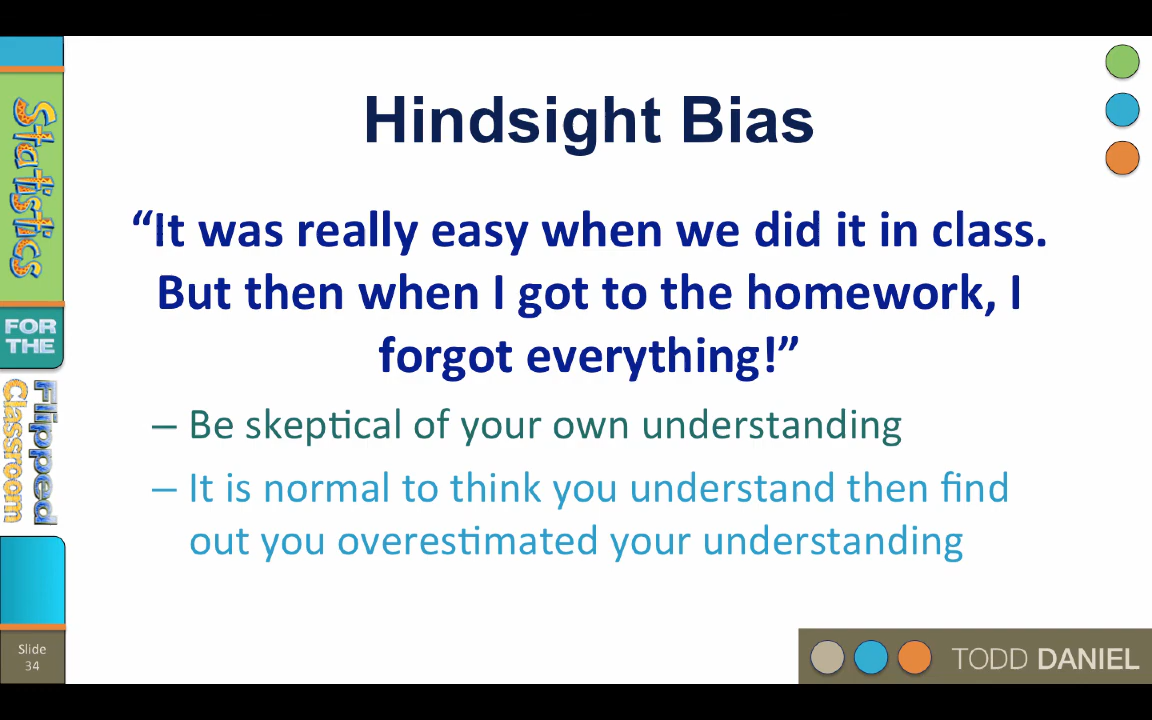 Hindsight Bias
“It was really easy when we did it in class.
But then when I got to the homework, I
forgot everything!”
– Be skeptical of your own understanding
– It is normal to think you understand then find
out you overestimated your understanding
Statistics
FOR
THE
Flipped
Classroom
Slide
34
TODD DANIEL